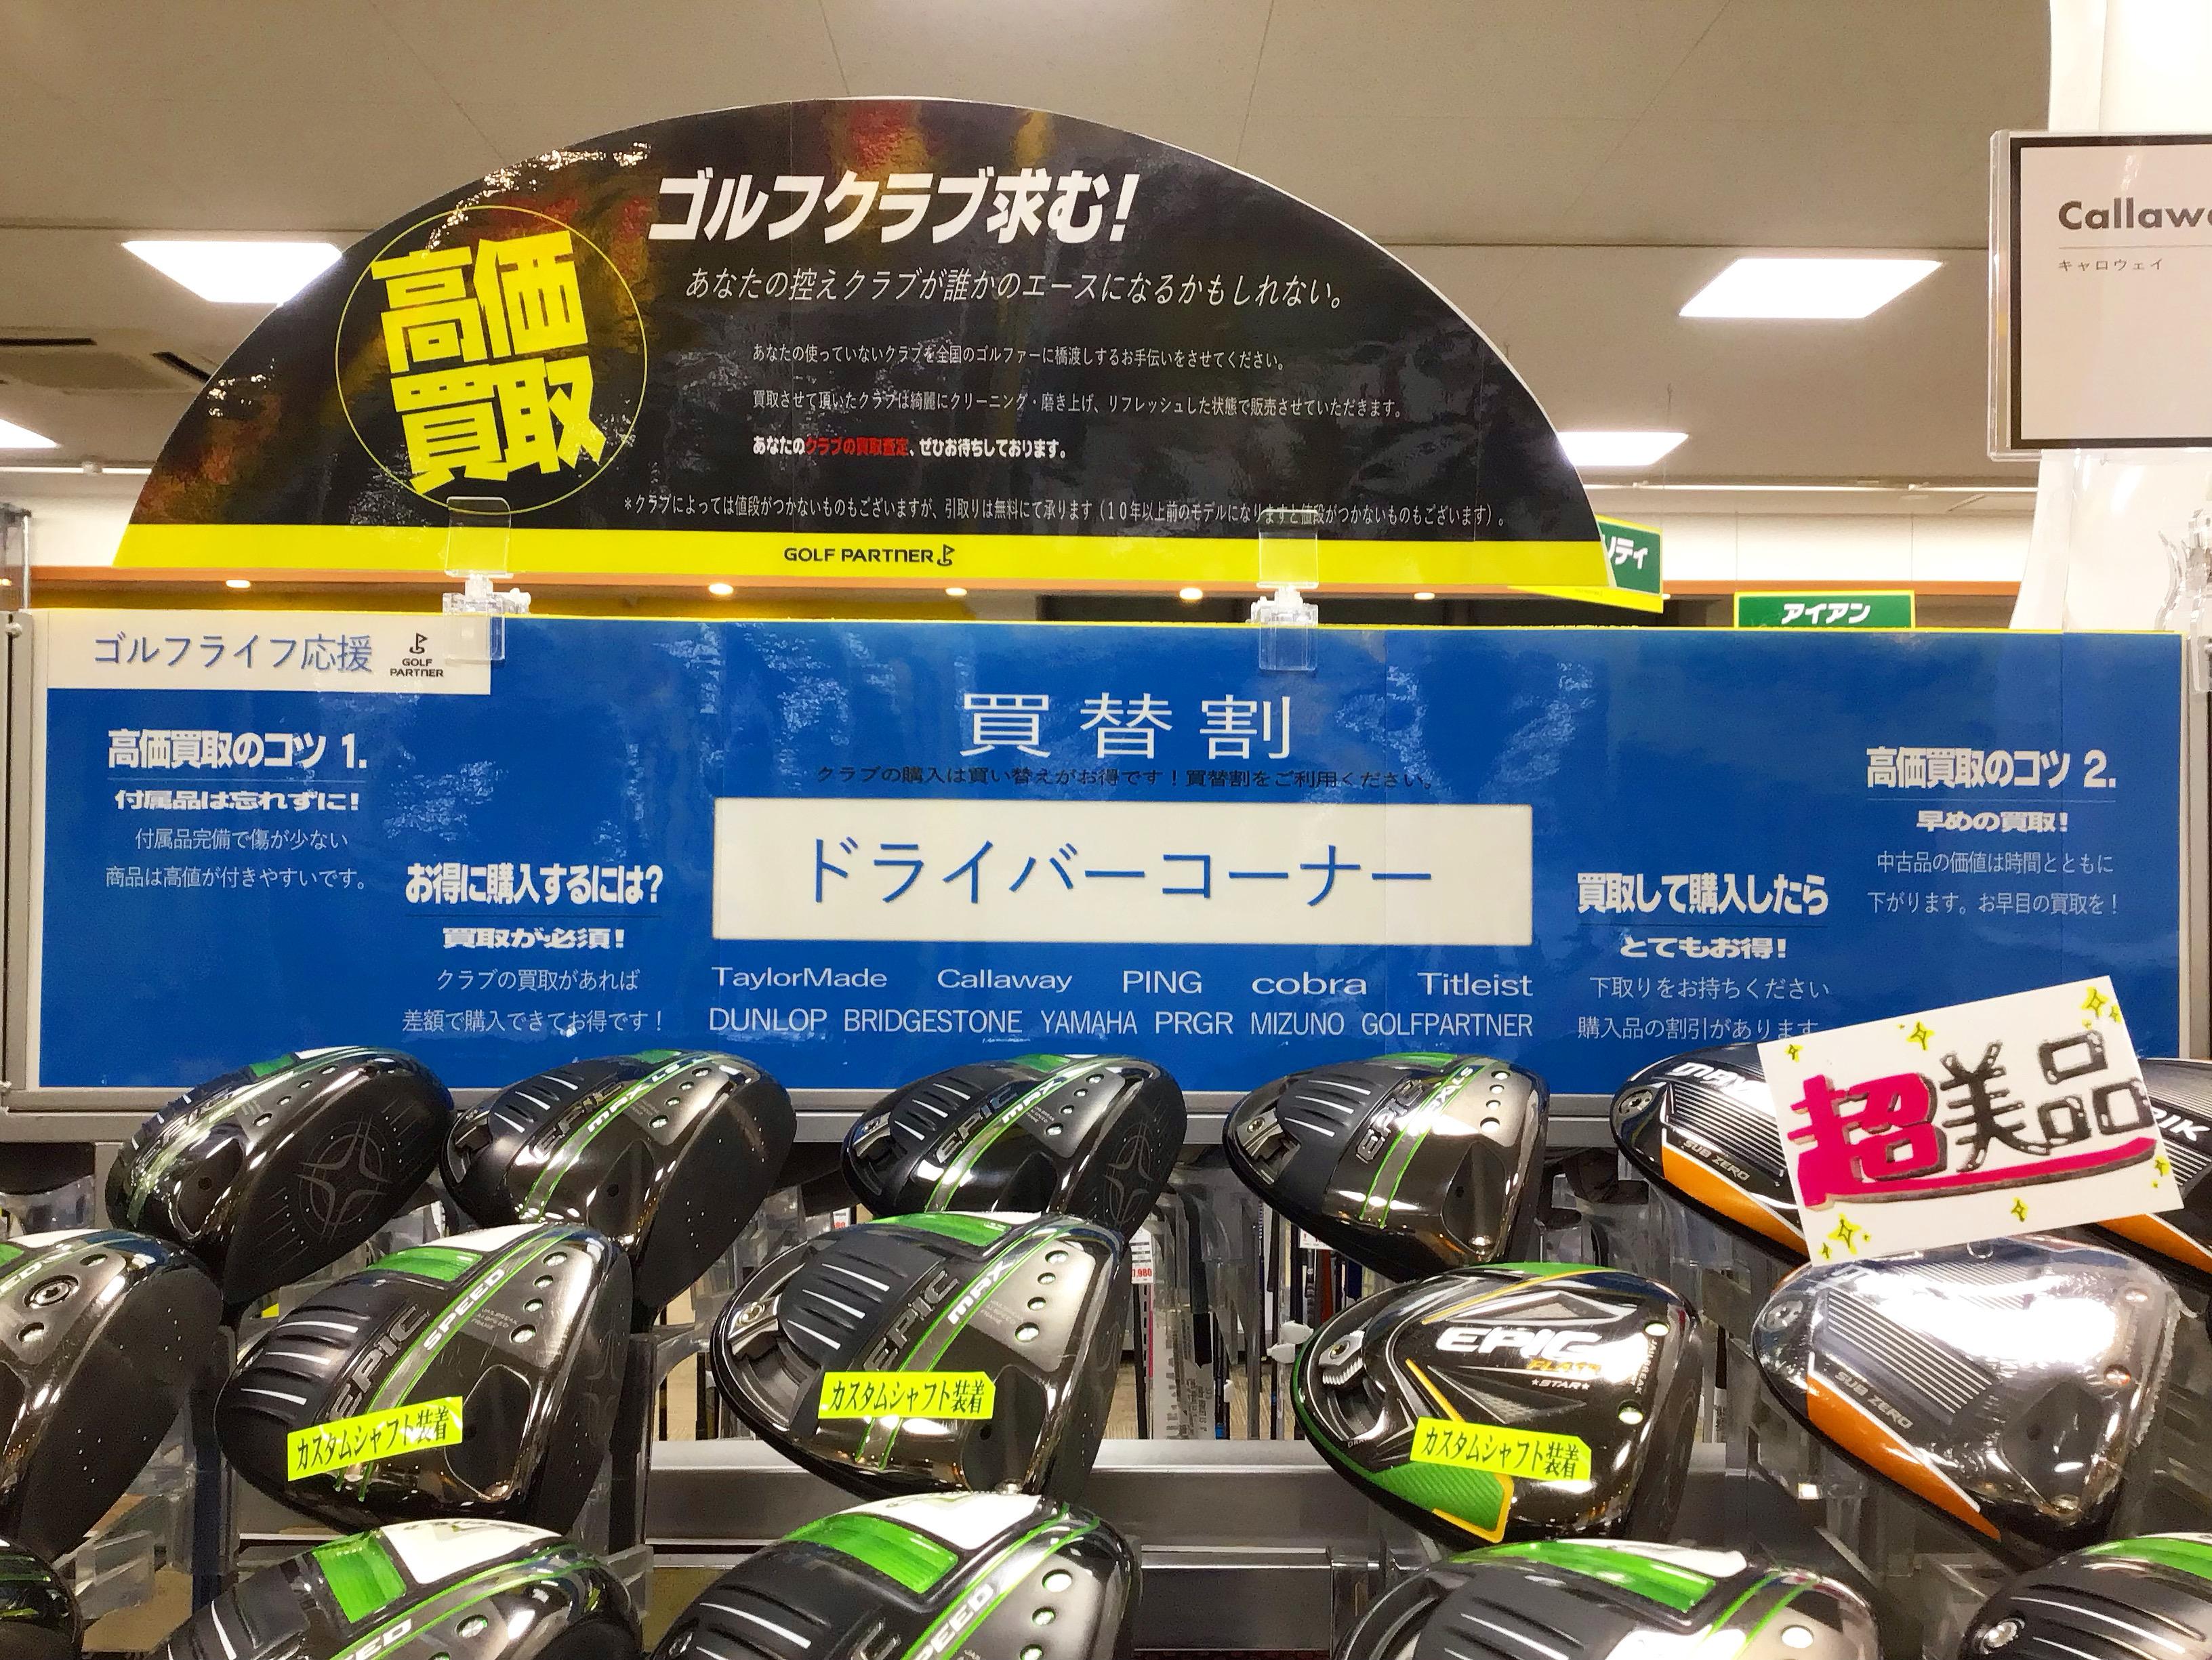 ゴルフクラブ求む!
高価
買取
あなたの控えクラブが誰かのエースになるかもしれない。
あなたの使っていないクラブを全国のゴルファーに橋渡しするお手伝いをさせてください。
買取させて頂いたクラブは綺麗にクリーニング・磨き上げ、リフレッシュした状態で販売させていただきます。
あなたのクラブの買取査定、ぜひお待ちしております。
*クラブによっては値段がつかないものもございますが、引取りは無料にて承ります(10年以上前のモデルになりますと値段がつかないものもございます)。
GOLF PARTNER
キャロウェイ
アイアン
ゴルフライフ応援
GOLF
PARTNER
高価買取のコツ 1.
付属品は忘れずに!
付属品完備で傷が少ない
商品は高値が付きやすいです。
お得に購入するには?
買取が必須!
クラブの買取があれば
差額で購入できてお得です!
買替割
クラブの購入は買い替えがお得です!買替割をご利用ください。
ドライバーコーナー
TaylorMade Callaway PING cobra Titleist
DUNLOP BRIDGESTONE YAMAHA PRGR MIZUNO GOLFPARTNER
買取して購入したら
とてもお得!
下取りをお持ちください
購入品の割引があります
高価買取のコツ 2.
早めの買取!
中古品の価値は時間とともに
下がります。お早目の買取を!
超美品
EPIC
MAX LS
EPIC
MAX
EPIC
MAX LS
SUB ZERO
EPIC
SPEED
カスタムシャフト装着
EPIC
MAX
カスタムシャフト装着
EPIC
FLASH
★STAR★
カスタムシャフト装着
SUB ZERO